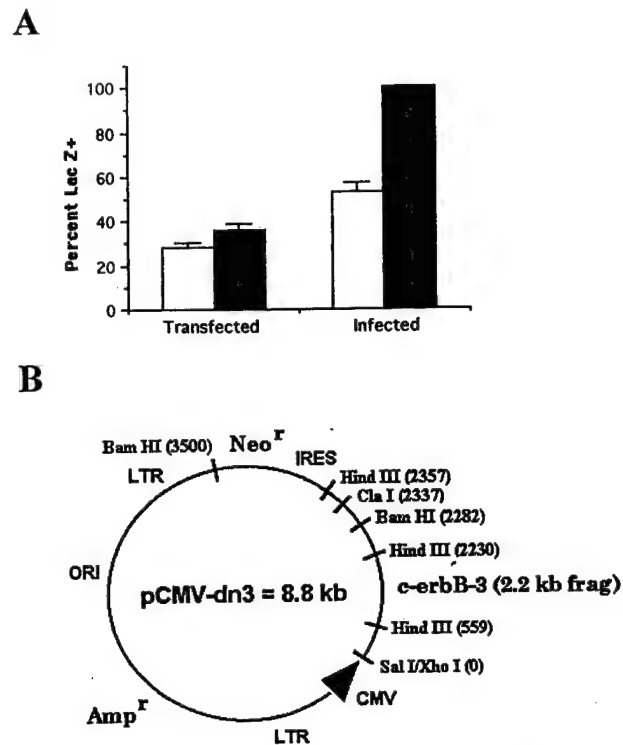 A
Percent Lac Z+
100
80
60
40
20
0
Transfected
Infected
B
Bam HI (3500)
Neo r
IRES
LTR
Hind III (2357)
Cla I (2337)
Bam HI (2282)
Hind III (2230)
ORI
pCMV-dn3 = 8.8 kb
c-erbB-3 (2.2 kb frag)
Hind III (559)
Sal I/Xho I (0)
CMV
Amp r
LTR